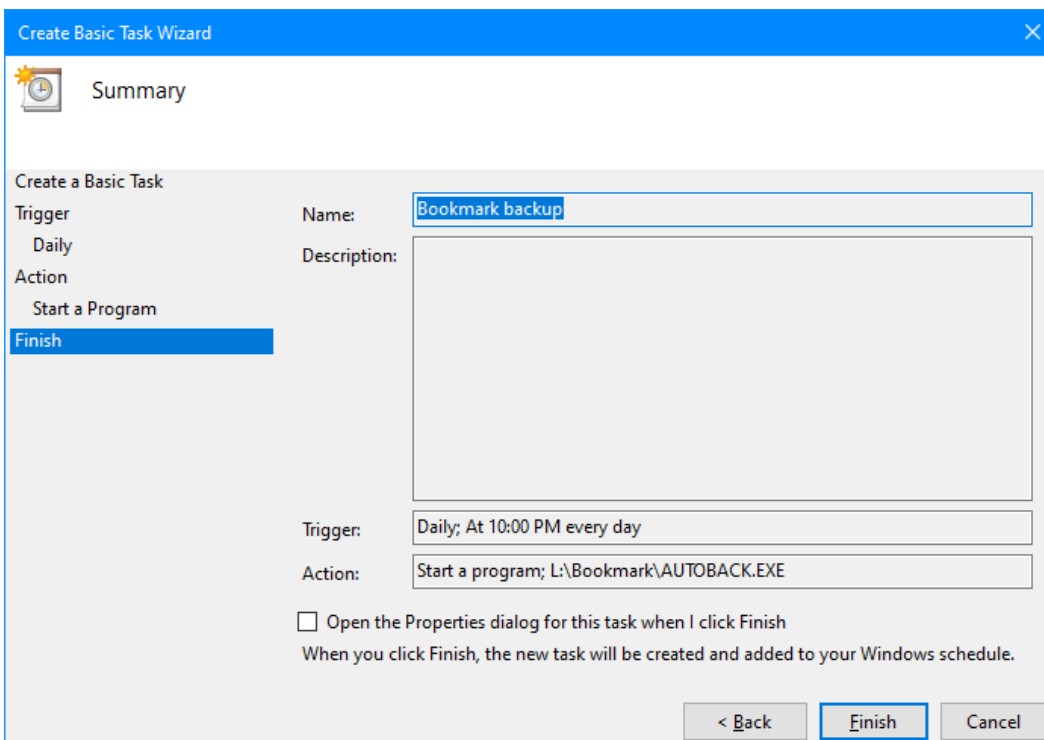 Create Basic Task Wizard
Summary
Create a Basic Task
Trigger
Daily
Action
Start a Program
Finish
Name: Bookmark backup
Description:
Trigger: Daily; At 10:00 PM every day
Action: Start a program; L:\Bookmark\AUTOBACK.EXE
Open the Properties dialog for this task when I click Finish
When you click Finish, the new task will be created and added to your Windows schedule.
< Back Finish Cancel